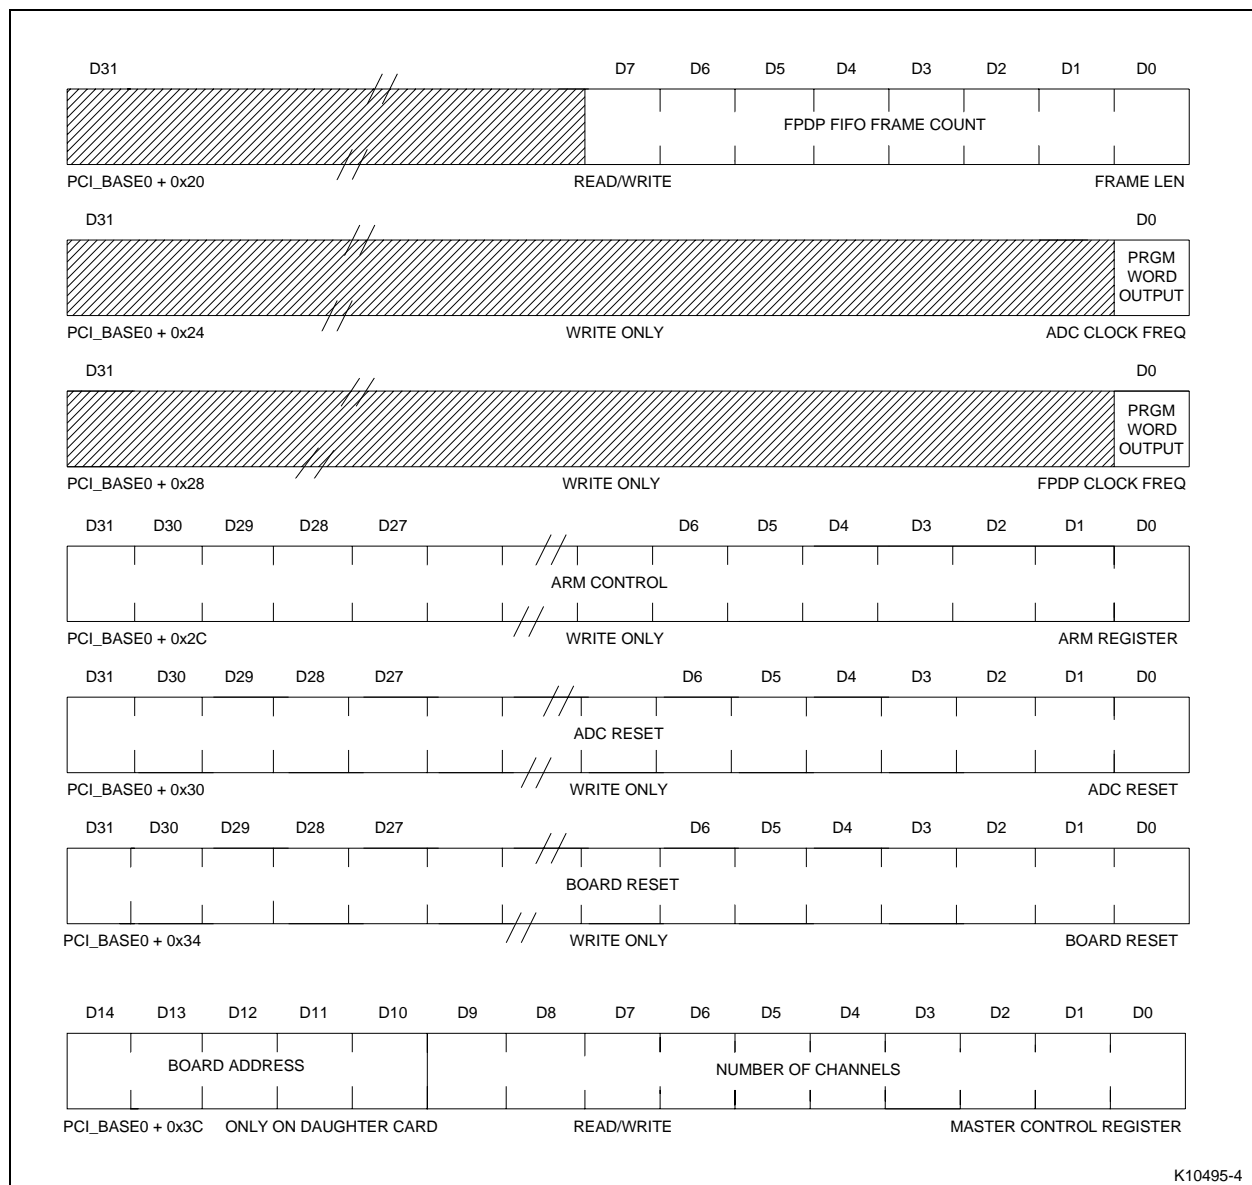 D31 D7 D6 D5 D4 D3 D2 D1 D0
FPDP FIFO FRAME COUNT
PCI_BASE0 + 0x20 READ/WRITE FRAME LEN
D31 D0
PRGM
WORD
OUTPUT
PCI_BASE0 + 0x24 WRITE ONLY ADC CLOCK FREQ
D31 D0
PRGM
WORD
OUTPUT
PCI_BASE0 + 0x28 WRITE ONLY FPDP CLOCK FREQ
D31 D30 D29 D28 D27 D6 D5 D4 D3 D2 D1 D0
ARM CONTROL
PCI_BASE0 + 0x2C WRITE ONLY ARM REGISTER
D31 D30 D29 D28 D27 D6 D5 D4 D3 D2 D1 D0
ADC RESET
PCI_BASE0 + 0x30 WRITE ONLY ADC RESET
D31 D30 D29 D28 D27 D6 D5 D4 D3 D2 D1 D0
BOARD RESET
PCI_BASE0 + 0x34 WRITE ONLY BOARD RESET
D14 D13 D12 D11 D10 D9 D8 D7 D6 D5 D4 D3 D2 D1 D0
BOARD ADDRESS NUMBER OF CHANNELS
PCI_BASE0 + 0x3C ONLY ON DAUGHTER CARD READ/WRITE MASTER CONTROL REGISTER
K10495-4